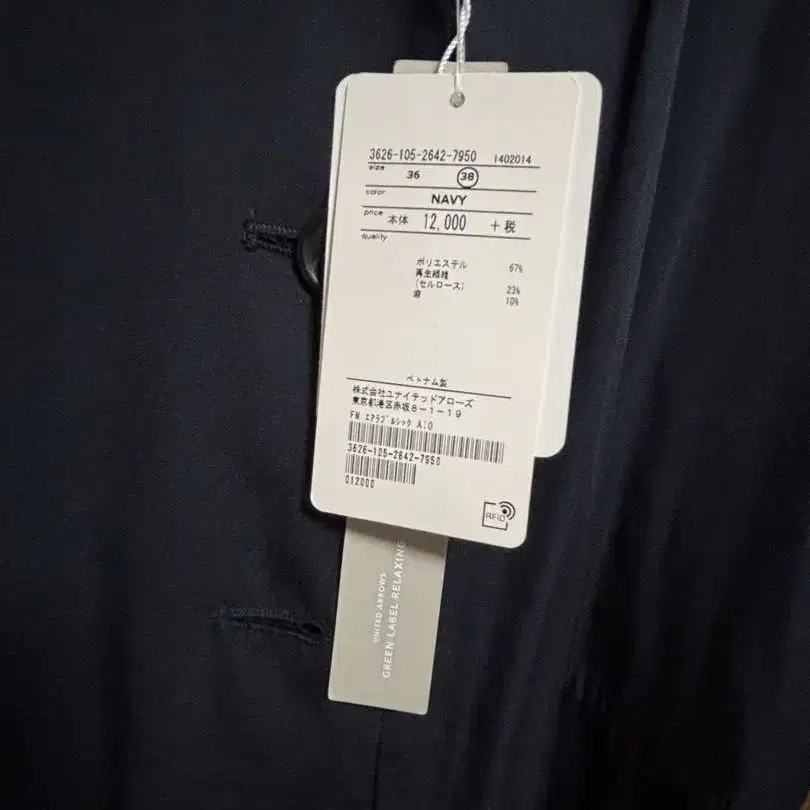 3626-105-2642-7950 1402014
size 36 38
color NAVY
price 本体 12,000 +税
quality
ポリエステル 67%
再生繊維
(セルロース) 23%
麻 10%
ベトナム製
株式会社ユナイテッドアローズ
東京都港区赤坂8-1-19
FM エアラブルシック A:O
3626-105-2642-7950
012000
RFID
UNITED ARROWS
GREEN LABEL RELAXING